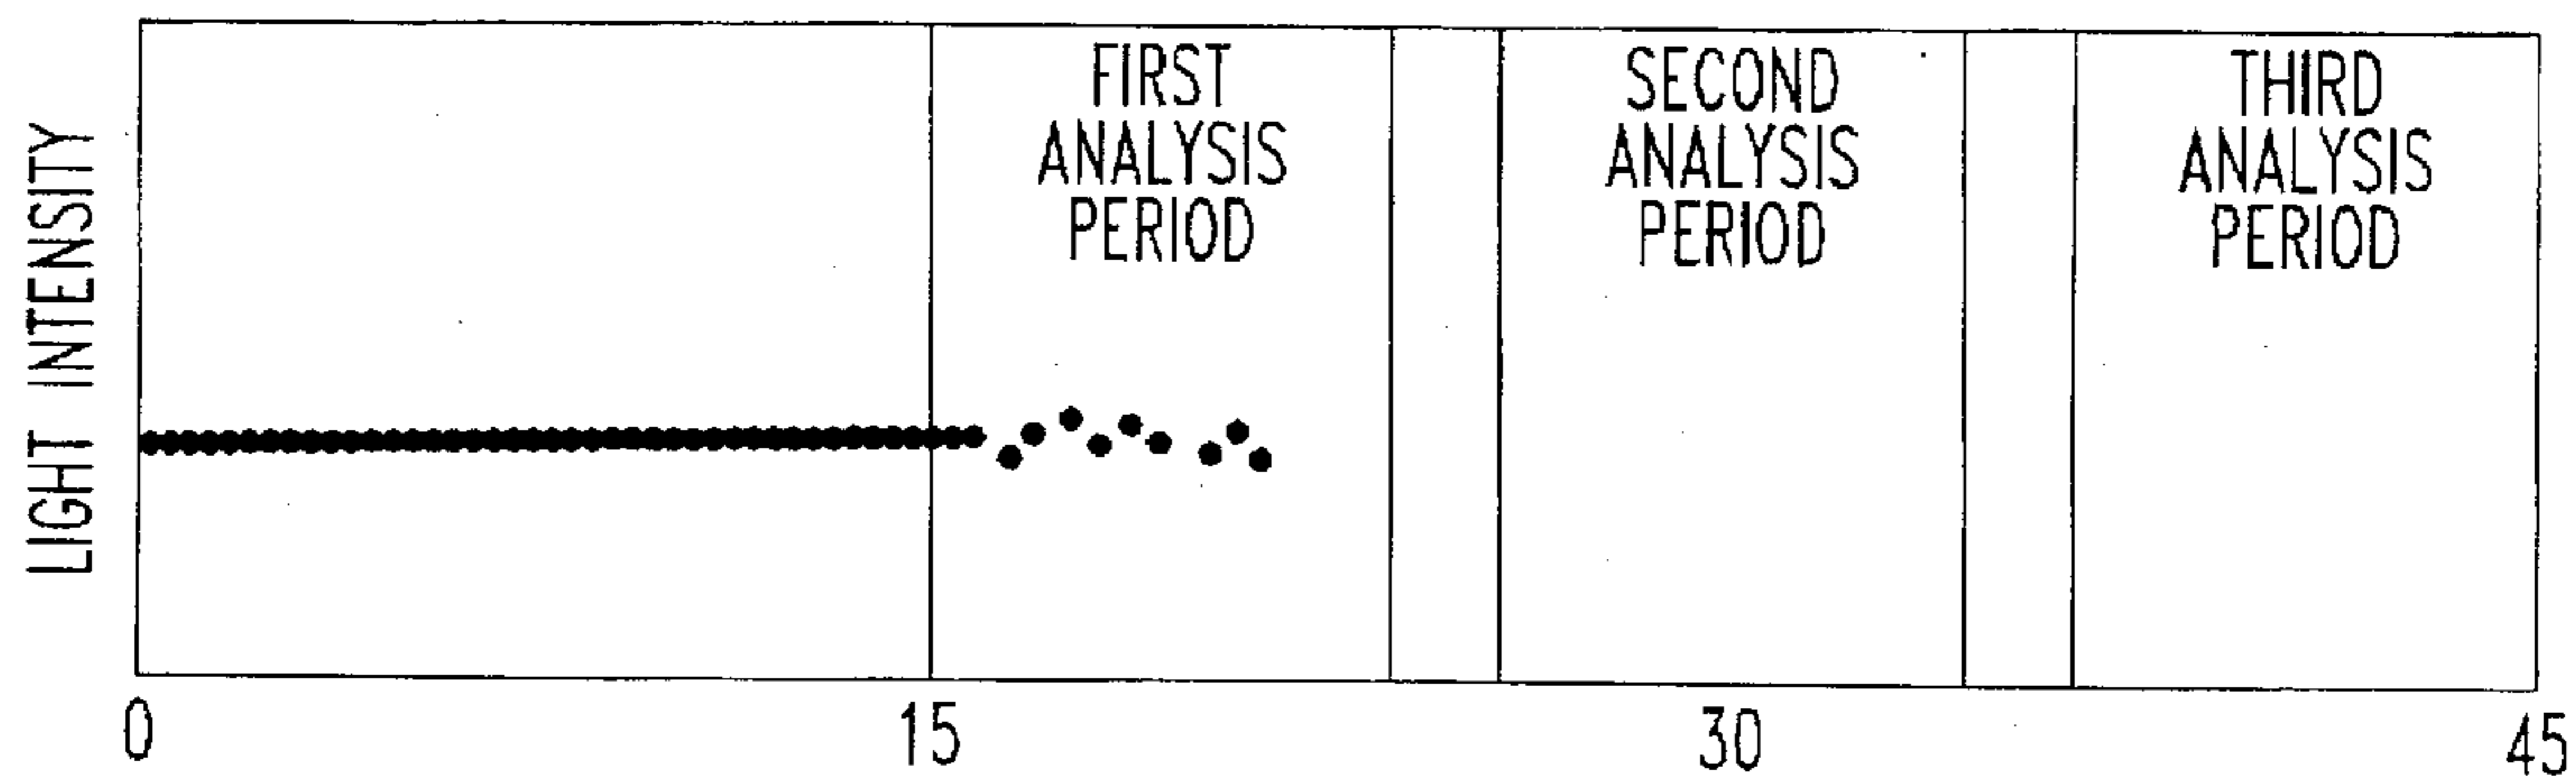 LIGHT INTENSITY
FIRST
ANALYSIS
PERIOD
SECOND
ANALYSIS
PERIOD
THIRD
ANALYSIS
PERIOD
0
15
30
45